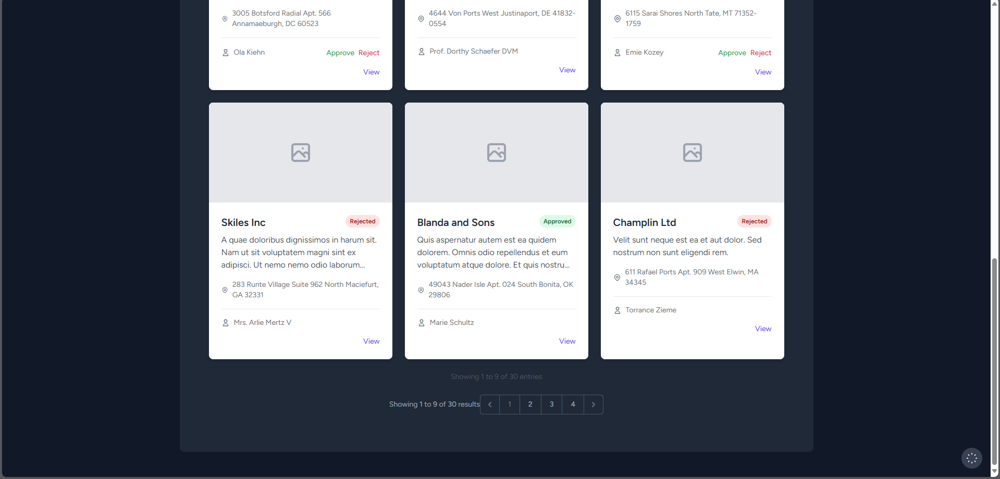 3005 Botsford Radial Apt. 566
Annamaeburgh, DC 60523
Ola Kiehn
Approve Reject
View
4644 Von Ports West Justinaport, DE 41832-
0554
Prof. Dorthy Schaefer DVM
View
6115 Sarai Shores North Tate, MT 71352-
1759
Emie Kozey
Approve Reject
View
Skiles Inc
Rejected
A quae doloribus dignissimos in harum sit.
Nam ut sit voluptatem magni sint ex
adipisci. Ut nemo nemo odio laborum...
283 Runte Village Suite 962 North Maciefurt,
GA 32331
Mrs. Arlie Mertz V
View
Blanda and Sons
Approved
Quis aspernatur autem est ea quidem
dolorem. Omnis odio repellendus et eum
voluptatum atque dolore. Et quis nostru...
49043 Nader Isle Apt. 024 South Bonita, OK
29806
Marie Schultz
View
Champlin Ltd
Rejected
Velit sunt neque est ea et aut dolor. Sed
nostrum non sunt eligendi rem.
611 Rafael Ports Apt. 909 West Elwin, MA
34345
Torrance Zieme
View
Showing 1 to 9 of 30 entries
Showing 1 to 9 of 30 results
1 2 3 4